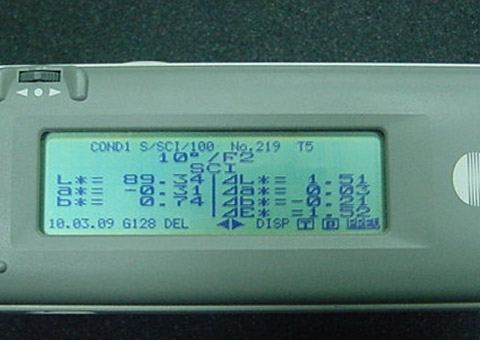 COND1 S/SCI/100 No.219 T5
10°/F2
SCI
L*= 89.34 ΔL*= 1.51
a*= -0.31 Δa*= 0.03
b*= 0.74 Δb*= -0.21
ΔE*= 1.52
10.03.09 G128 DEL ◀▶ DISP T P